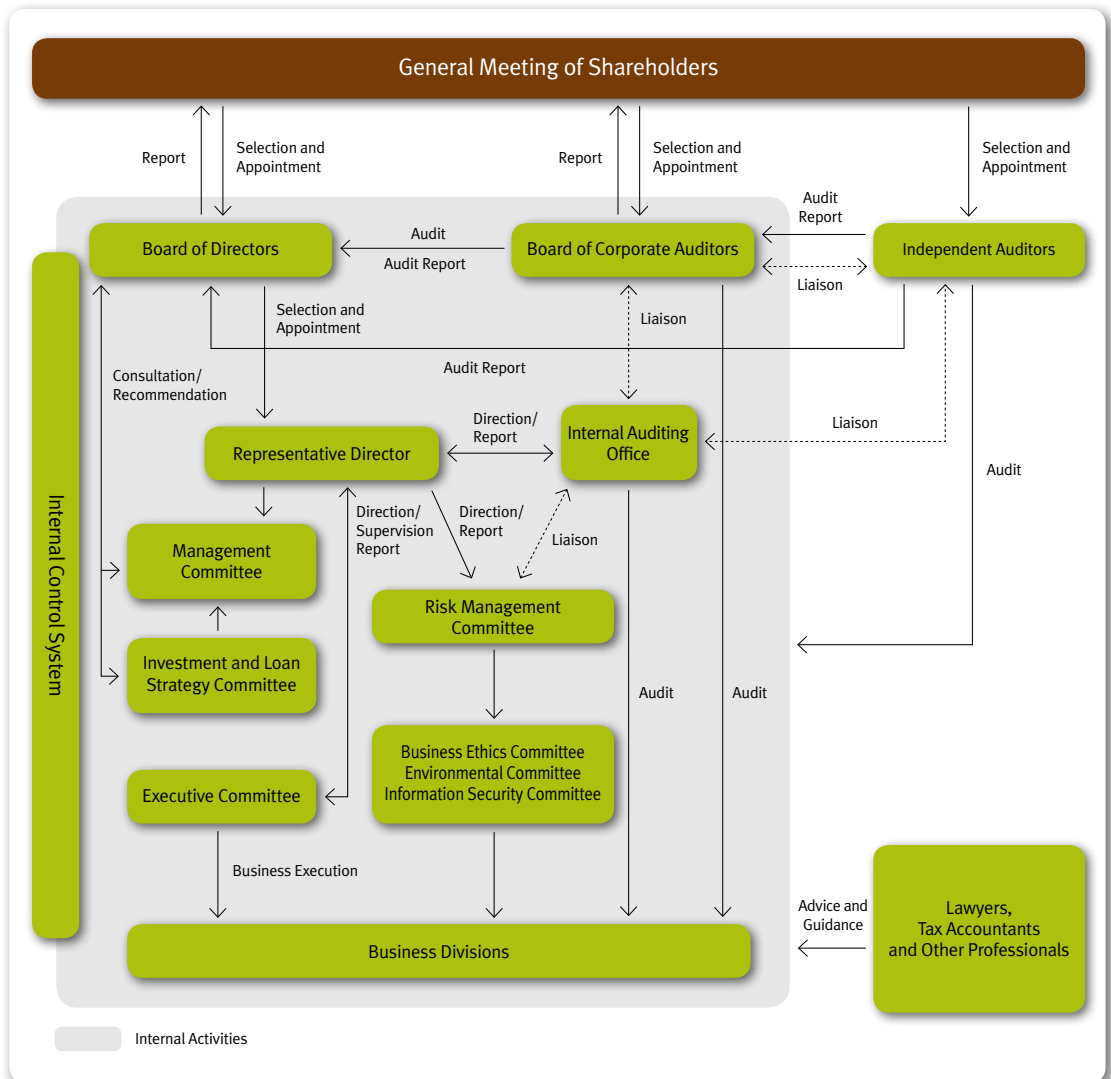 General Meeting of Shareholders
Report
Selection and
Appointment
Report
Selection and
Appointment
Selection and
Appointment
Audit
Report
Board of Directors
Audit
Audit Report
Board of Corporate Auditors
Independent Auditors
Liaison
Selection and
Appointment
Liaison
Audit Report
Consultation/
Recommendation
Representative Director
Direction/
Report
Internal Auditing
Office
Liaison
Audit
Internal Control System
Direction/
Supervision
Report
Direction/
Report
Liaison
Management
Committee
Risk Management
Committee
Investment and Loan
Strategy Committee
Audit
Audit
Business Ethics Committee
Environmental Committee
Information Security Committee
Executive Committee
Business Execution
Business Divisions
Advice and
Guidance
Lawyers,
Tax Accountants
and Other Professionals
Internal Activities